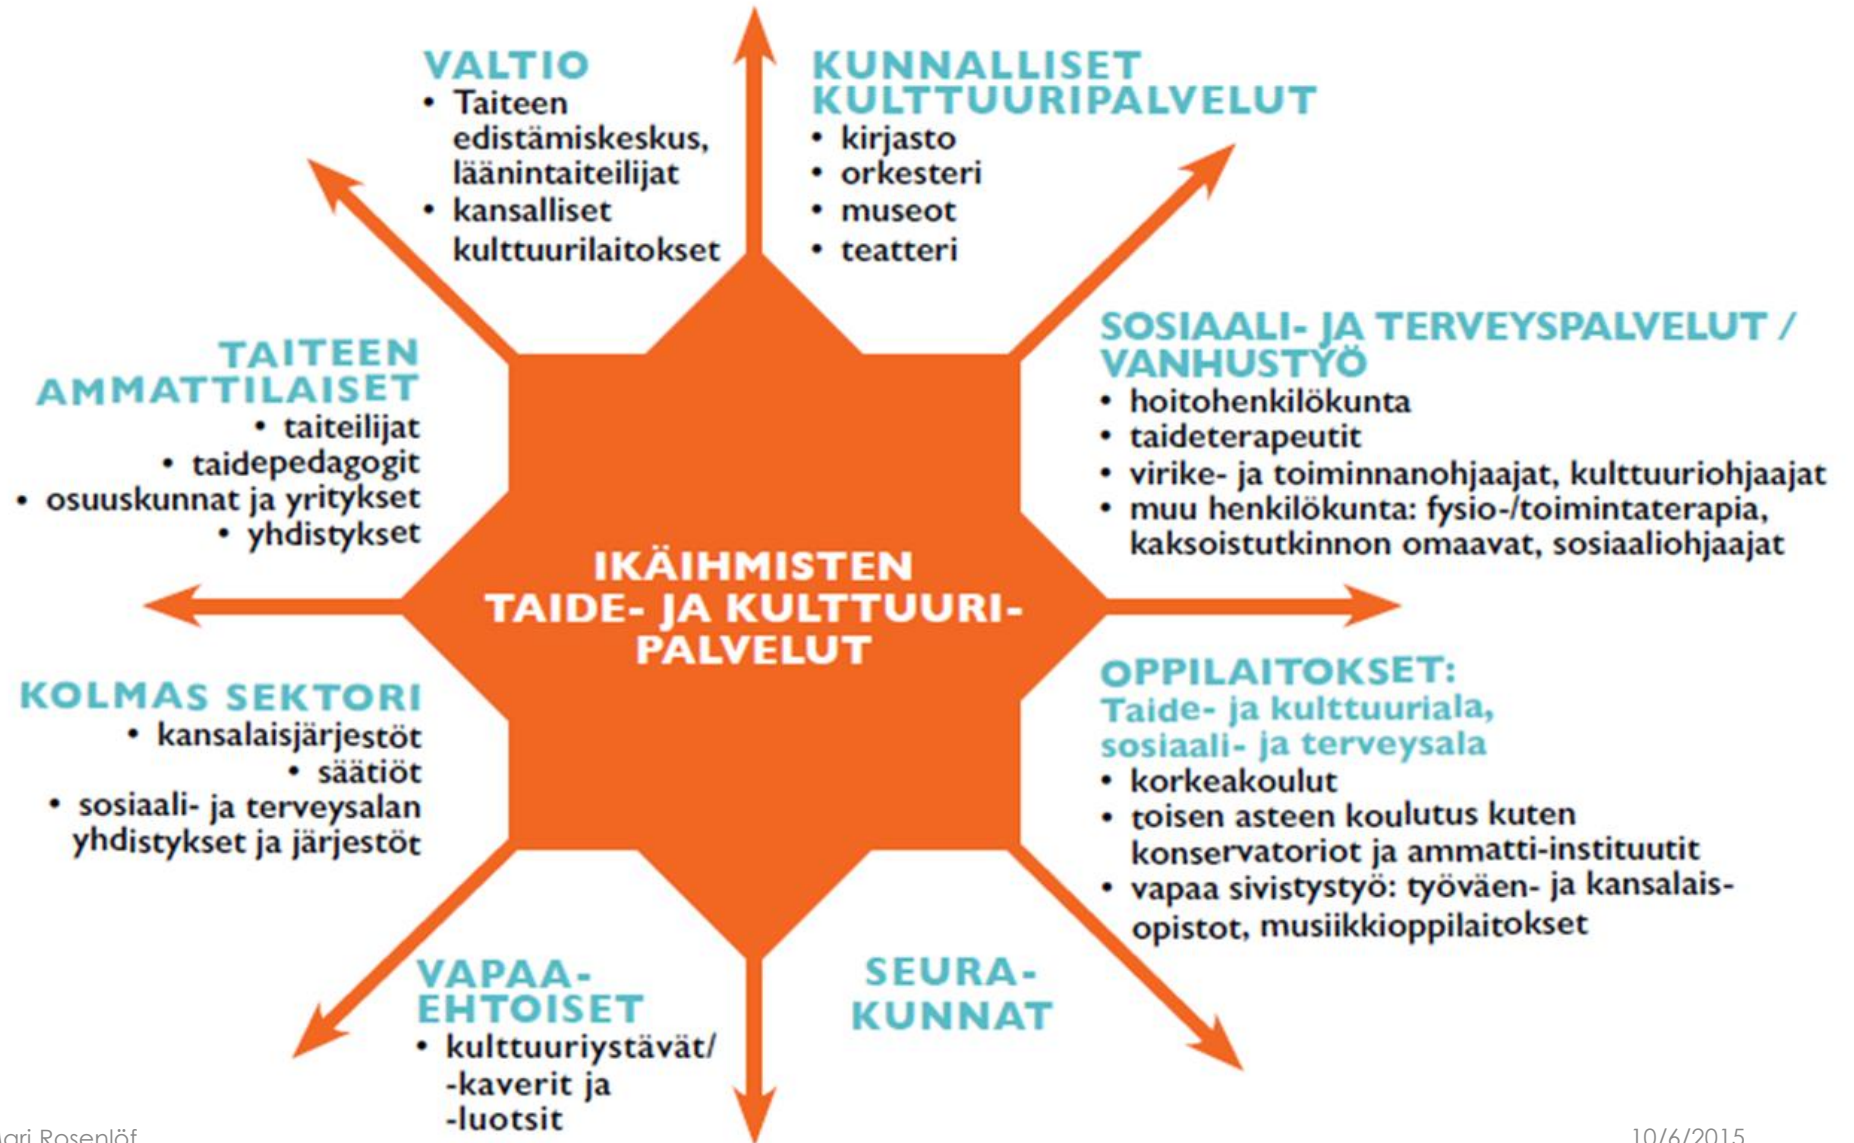 VALTIO
• Taiteen
edistämiskeskus,
läänintaiteilijat
• kansalliset
kulttuurilaitokset
KUNNALLISET
KULTTUURIPALVELUT
• kirjasto
• orkesteri
• museot
• teatteri
SOSIAALI- JA TERVEYSPALVELUT /
VANHUSTYÖ
• hoitohenkilökunta
• taideterapeutit
• virike- ja toiminnanohjaajat, kulttuuriohjaajat
• muu henkilökunta: fysio-/toimintaterapia,
kaksoistutkinnon omaavat, sosiaaliohjaajat
TAITEEN
AMMATTILAISET
• taiteilijat
• taidepedagogit
• osuuskunnat ja yritykset
• yhdistykset
IKÄIHMISTEN
TAIDE- JA KULTTUURI-
PALVELUT
KOLMAS SEKTORI
• kansalaisjärjestöt
• säätiöt
• sosiaali- ja terveysalan
yhdistykset ja järjestöt
OPPILAITOKSET:
Taide- ja kulttuuriala,
sosiaali- ja terveysala
• korkeakoulut
• toisen asteen koulutus kuten
konservatoriot ja ammatti-instituutit
• vapaa sivistystyö: työväen- ja kansalais-
opistot, musiikkioppilaitokset
VAPAA-
EHTOISET
• kulttuuriystävät/
-kaverit ja
-luotsit
SEURA-
KUNNAT
Rosenlöf
10/6/2015